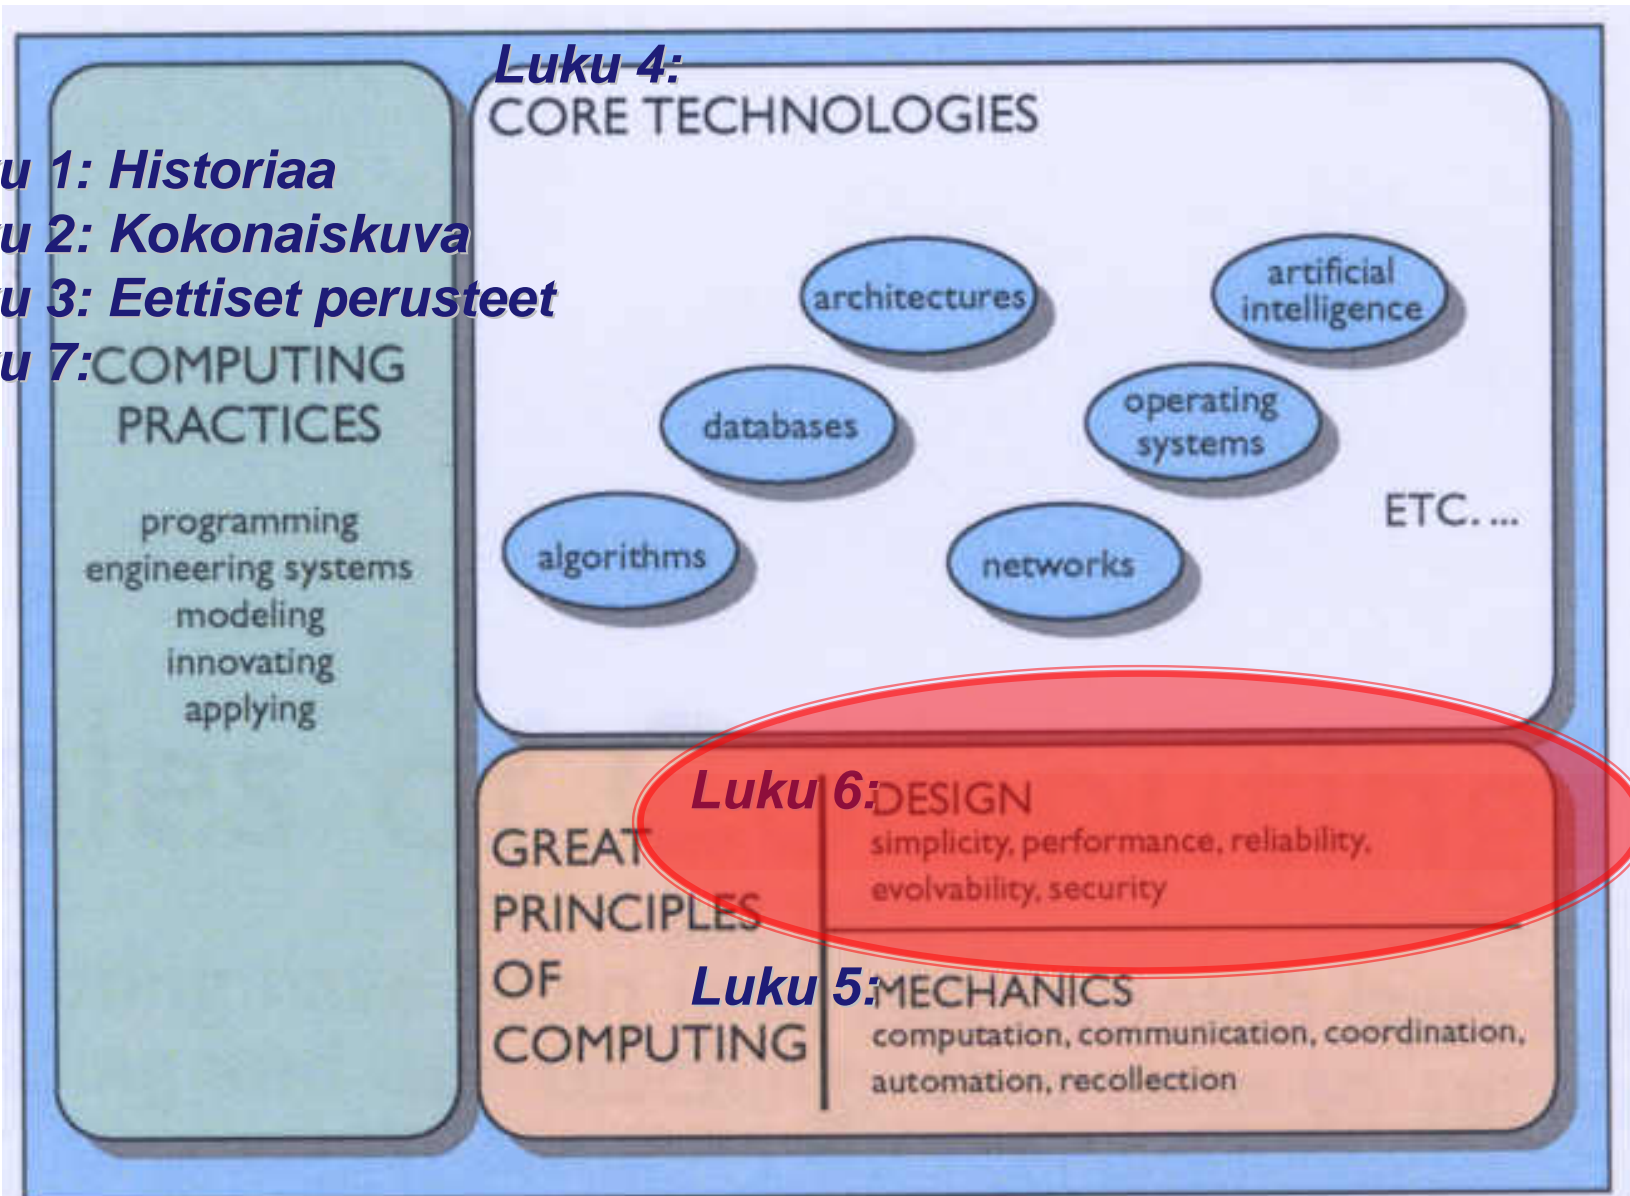 Luku 4:
CORE TECHNOLOGIES
u 1: Historiaa
u 2: Kokonaiskuva
u 3: Eettiset perusteet
u 7:COMPUTING
PRACTICES
programming
engineering systems
modeling
innovating
applying
architectures
artificial
intelligence
databases
operating
systems
algorithms
networks
ETC. ...
GREAT
PRINCIPLES
OF
COMPUTING
Luku 6:DESIGN
simplicity, performance, reliability,
evolvability, security
Luku 5:MECHANICS
computation, communication, coordination,
automation, recollection